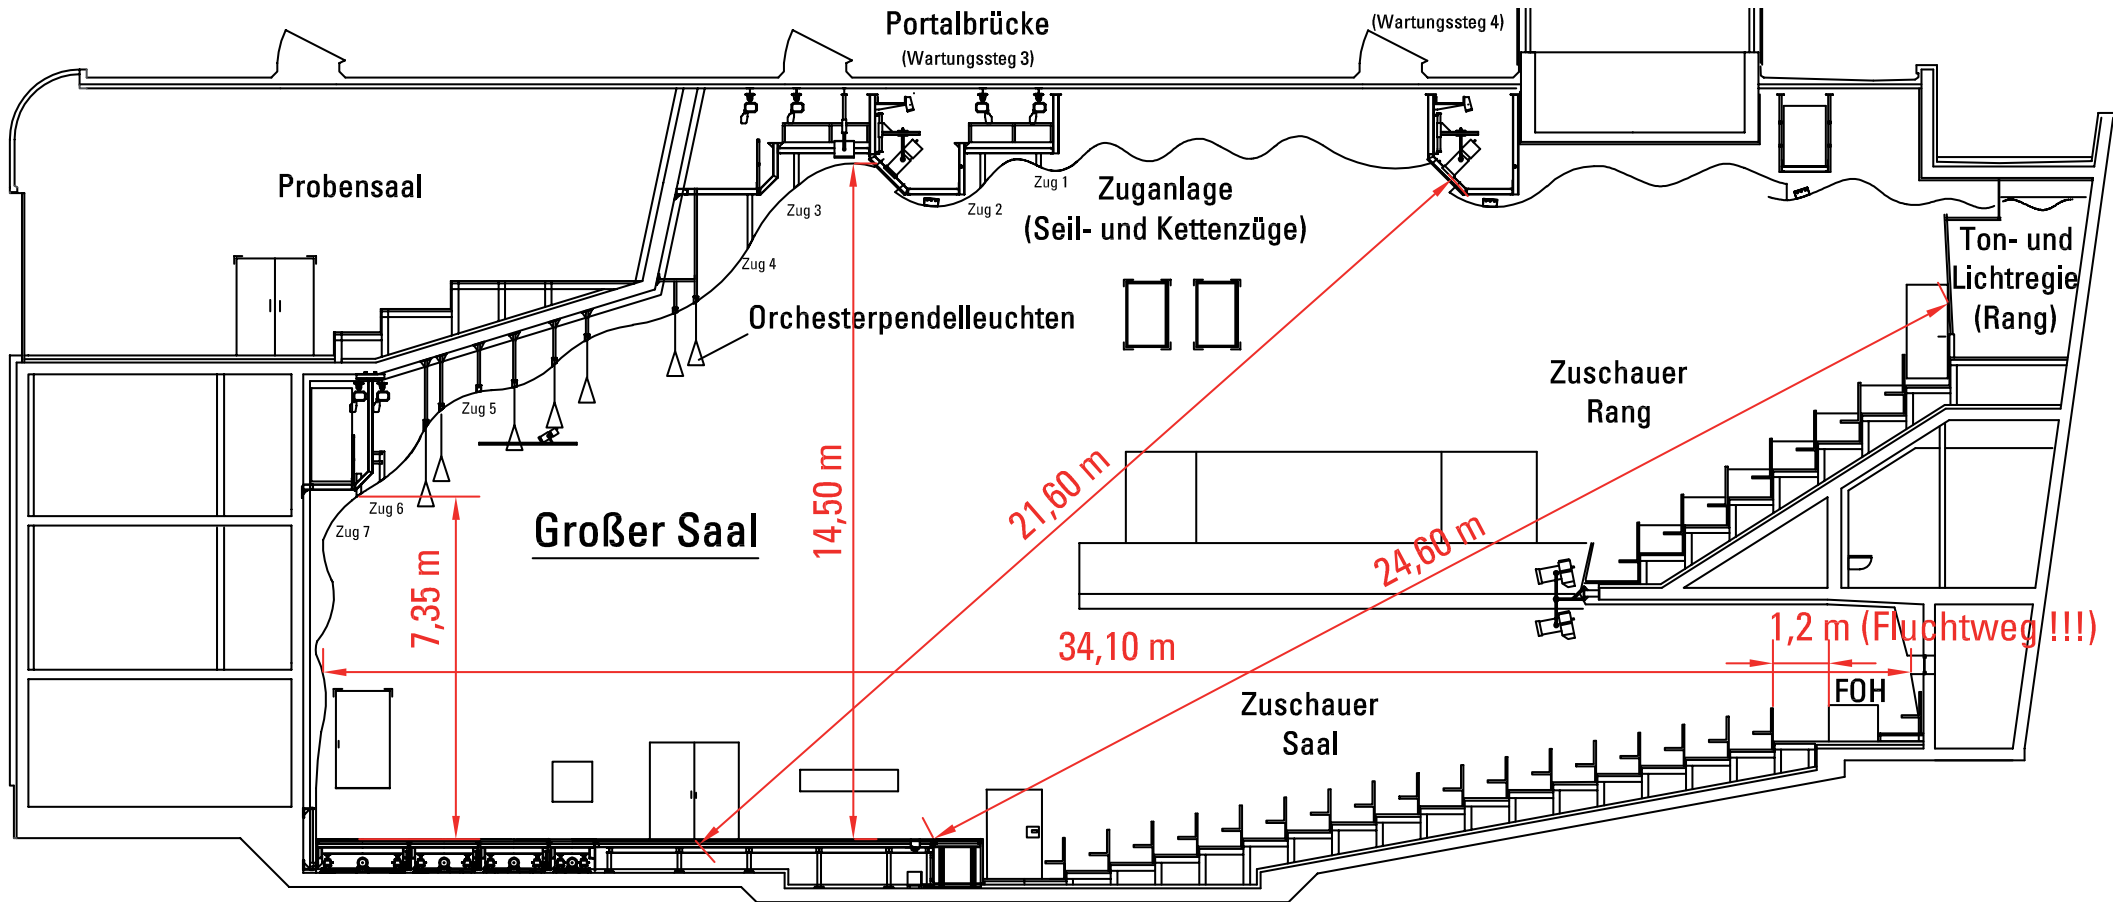 Portalbrücke
(Wartungssteg 3)
(Wartungssteg 4)
Probensaal
Zug 1
Zug 2
Zug 3
Zug 4
Zuganlage
(Seil- und Kettenzüge)
Ton- und
Lichtregie
(Rang)
Orchesterpendelleuchten
Zuschauer
Rang
Zug 5
Zug 6
Zug 7
Großer Saal
7,35 m
14,50 m
21,60 m
24,60 m
34,10 m
1,2 m (Fluchtweg !!!)
FOH
Zuschauer
Saal